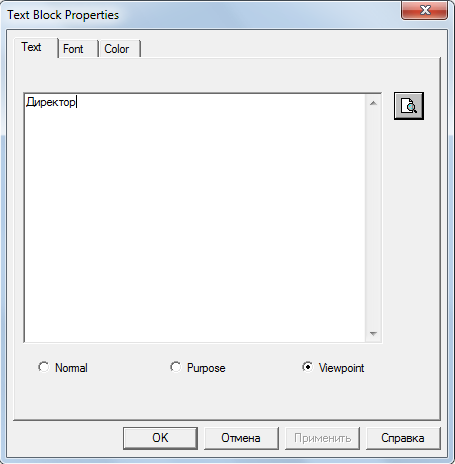 Text Block Properties
Text Font Color
Директор
Normal Purpose Viewpoint
OK Отмена Применить Справка